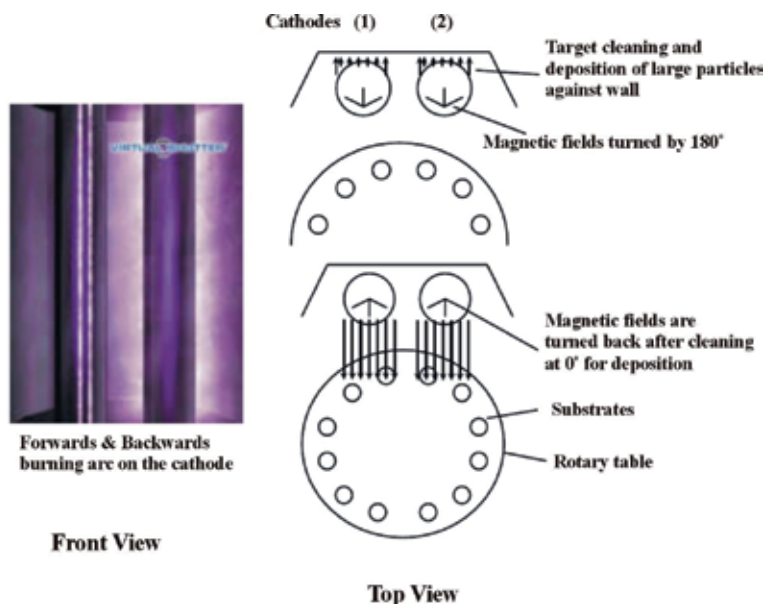 Cathodes (1) (2)
Target cleaning and
deposition of large particles
against wall
VIRTUAL SHUTTER
Magnetic fields turned by 180°
Magnetic fields are
turned back after cleaning
at 0° for deposition
Substrates
Rotary table
Forwards & Backwards
burning arc on the cathode
Front View
Top View